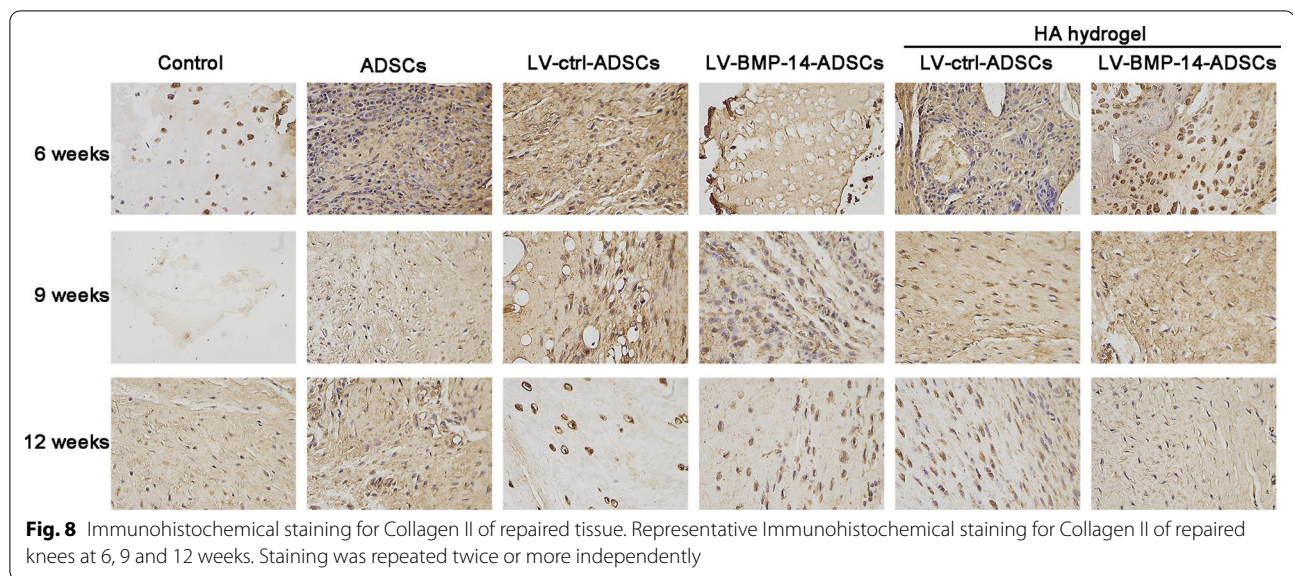 HA hydrogel
Control ADSCs LV-ctrl-ADSCs LV-BMP-14-ADSCs LV-ctrl-ADSCs LV-BMP-14-ADSCs
6 weeks
9 weeks
12 weeks
Fig. 8 Immunohistochemical staining for Collagen II of repaired tissue. Representative Immunohistochemical staining for Collagen II of repaired
knees at 6, 9 and 12 weeks. Staining was repeated twice or more independently